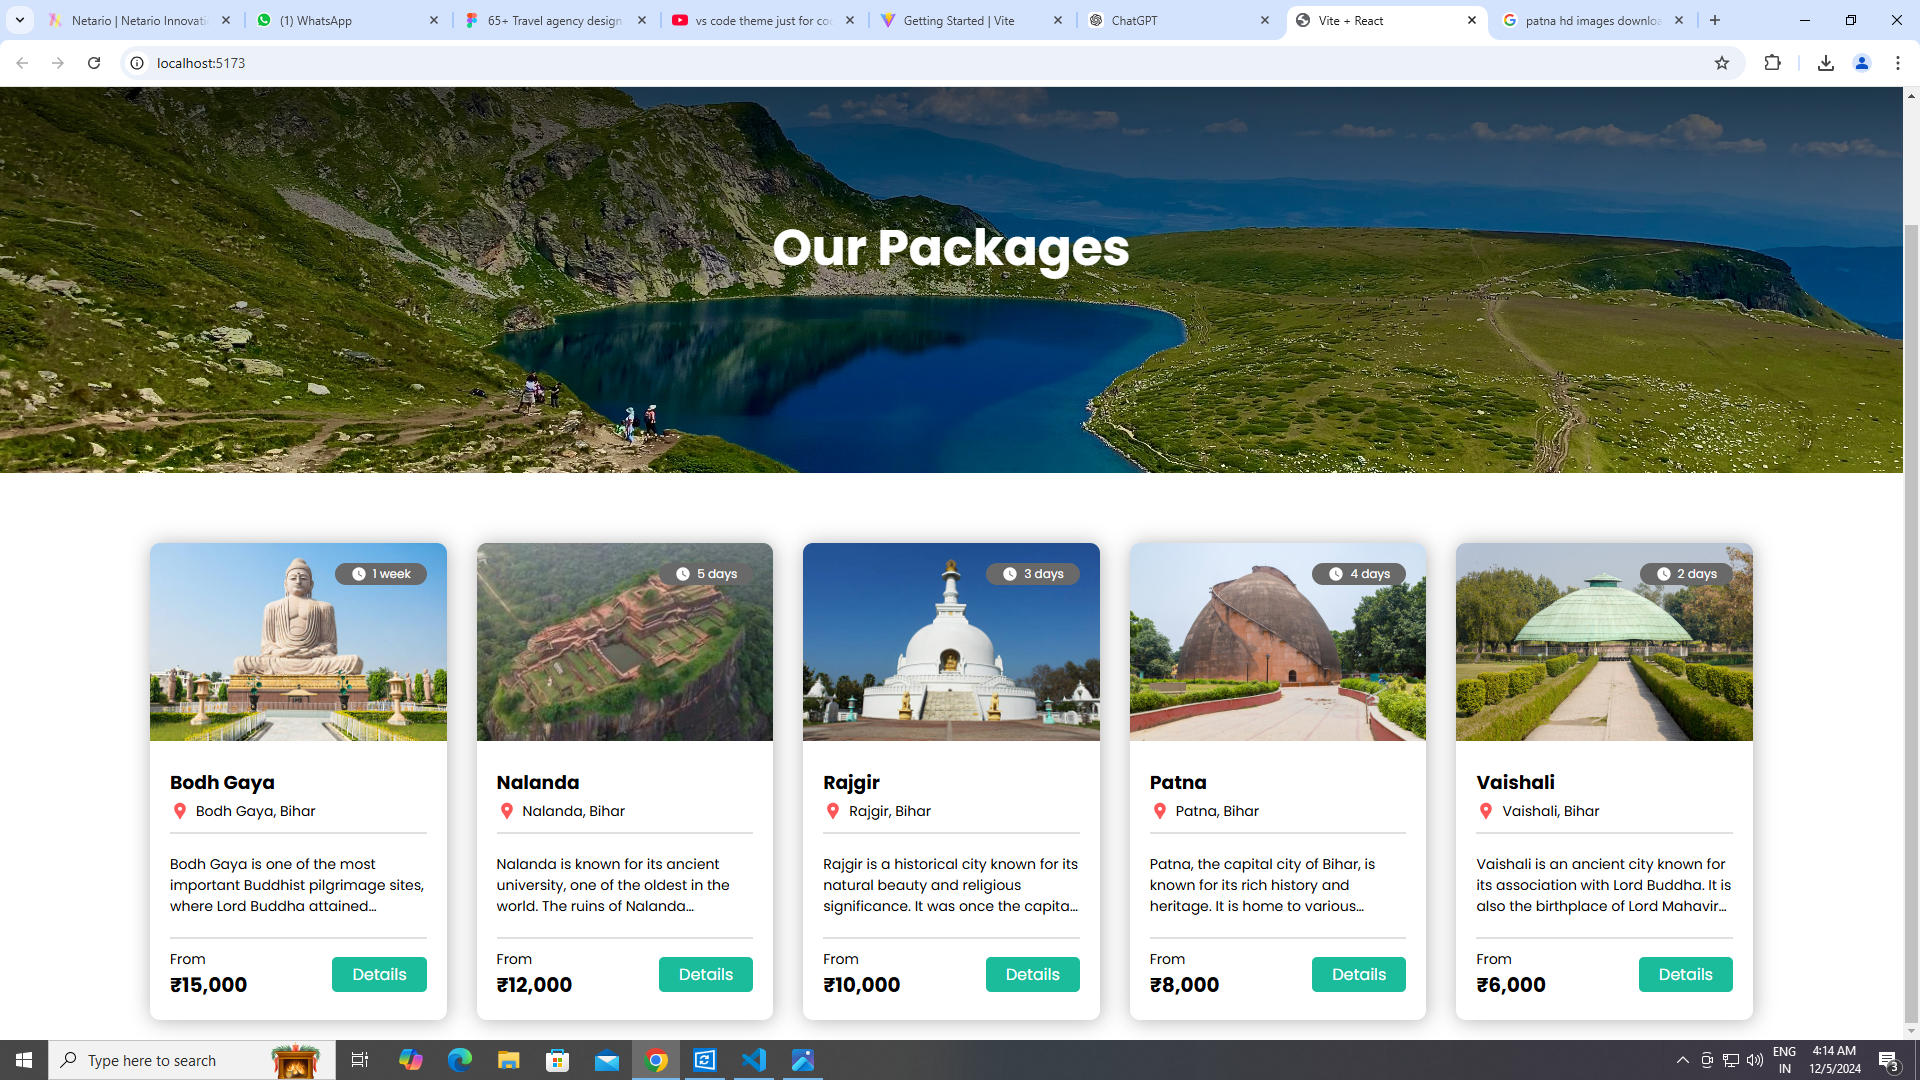 Netario | Netario Innovati
(1) WhatsApp
65+ Travel agency design
vs code theme just for coc
Getting Started | Vite
ChatGPT
Vite + React
patna hd images downloa
localhost:5173
Our Packages
1 week
5 days
3 days
4 days
2 days
Bodh Gaya
Bodh Gaya, Bihar
Bodh Gaya is one of the most
important Buddhist pilgrimage sites,
where Lord Buddha attained…
From
₹15,000
Details
Nalanda
Nalanda, Bihar
Nalanda is known for its ancient
university, one of the oldest in the
world. The ruins of Nalanda…
From
₹12,000
Details
Rajgir
Rajgir, Bihar
Rajgir is a historical city known for its
natural beauty and religious
significance. It was once the capita…
From
₹10,000
Details
Patna
Patna, Bihar
Patna, the capital city of Bihar, is
known for its rich history and
heritage. It is home to various…
From
₹8,000
Details
Vaishali
Vaishali, Bihar
Vaishali is an ancient city known for
its association with Lord Buddha. It is
also the birthplace of Lord Mahavir…
From
₹6,000
Details
Type here to search
ENG
IN
4:14 AM
12/5/2024
3